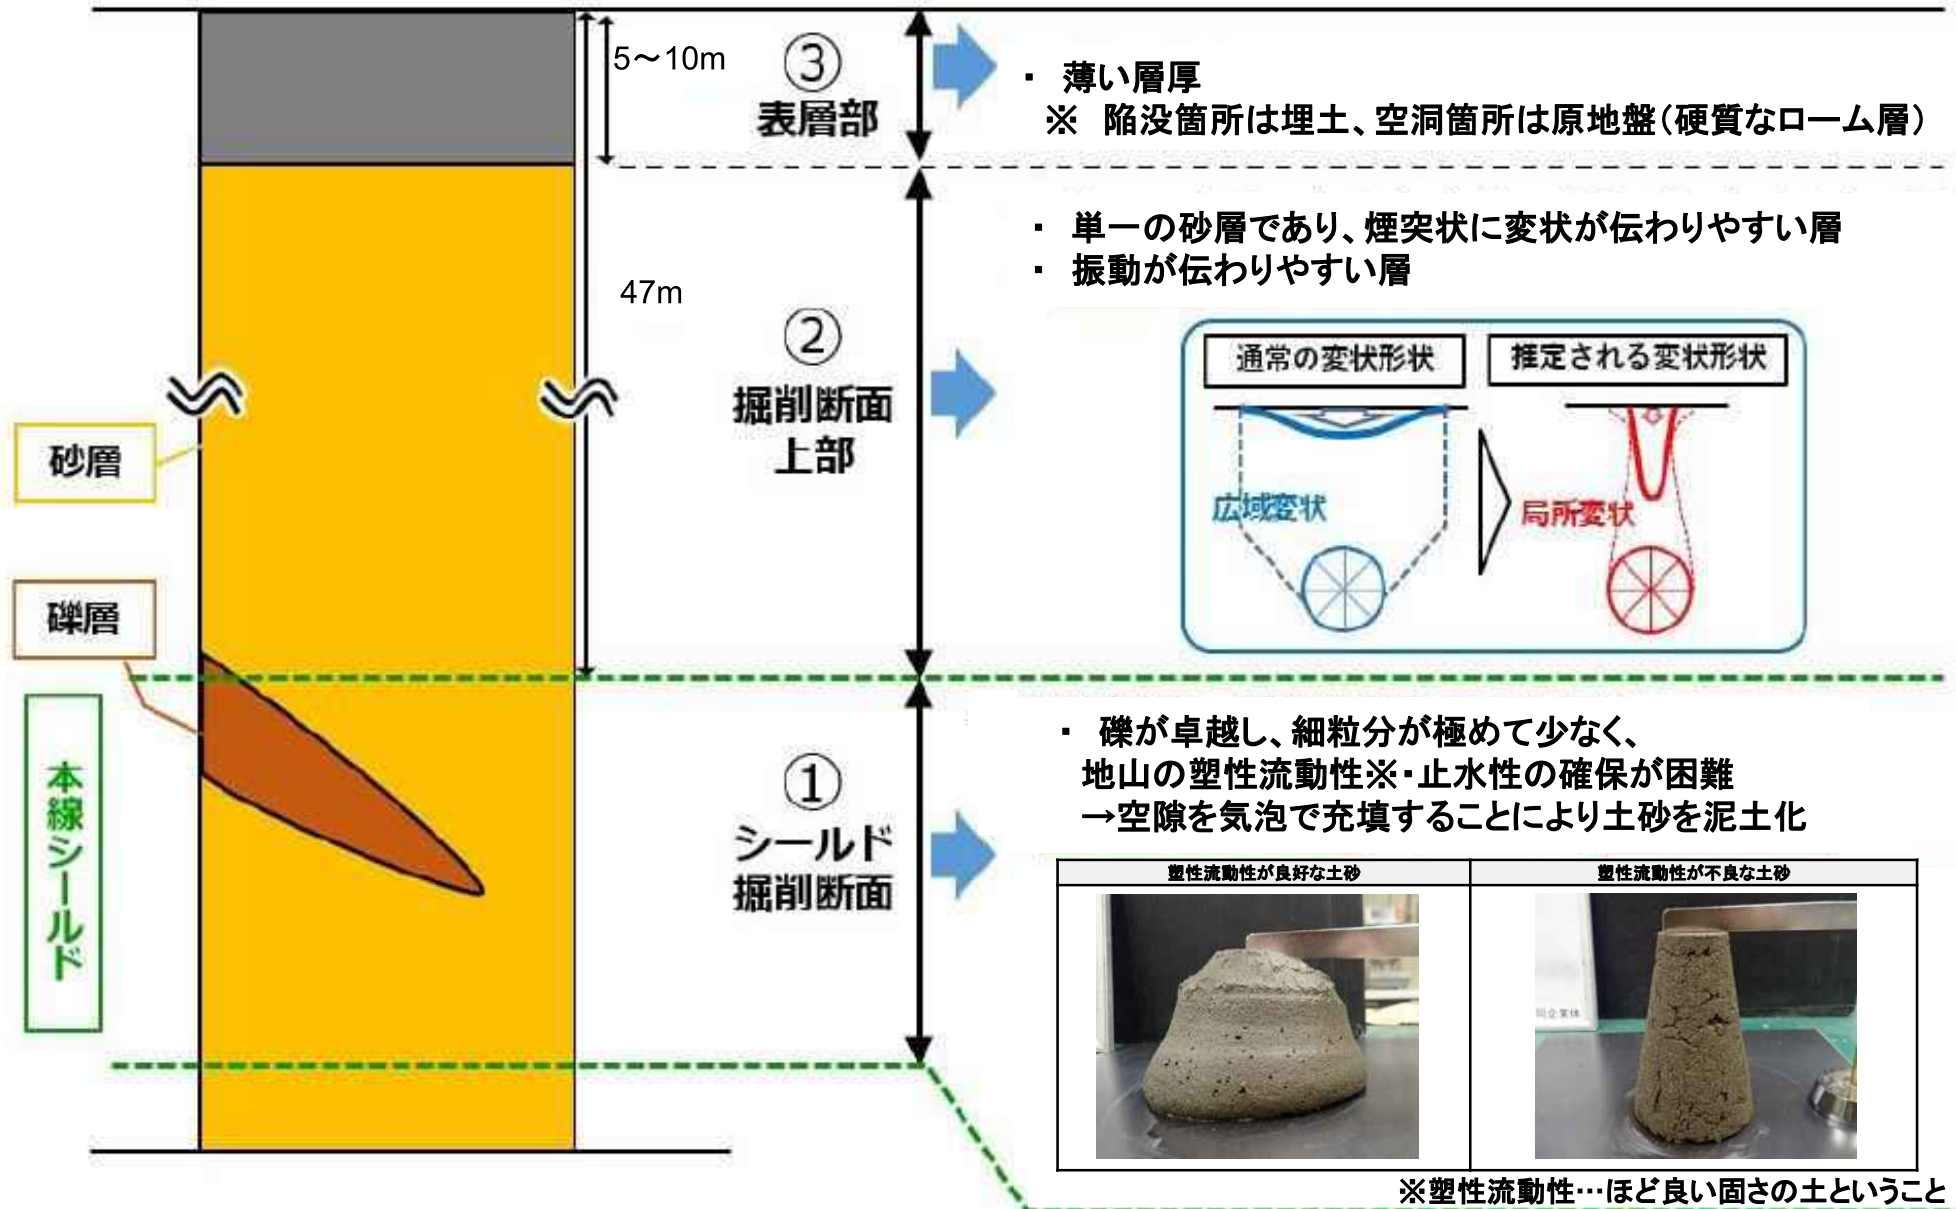 5～10m
③
表層部
・ 薄い層厚
※ 陥没箇所は埋土、空洞箇所は原地盤（硬質なローム層）
・ 単一の砂層であり、煙突状に変状が伝わりやすい層
・ 振動が伝わりやすい層
47m
②
掘削断面
上部
通常の変状形状
推定される変状形状
広域変状
局所変状
砂層
礫層
本線シールド
①
シールド
掘削断面
・ 礫が卓越し、細粒分が極めて少なく、
地山の塑性流動性※・止水性の確保が困難
→空隙を気泡で充填することにより土砂を泥土化
塑性流動性が良好な土砂
塑性流動性が不良な土砂
同企業体
※塑性流動性…ほど良い固さの土ということ